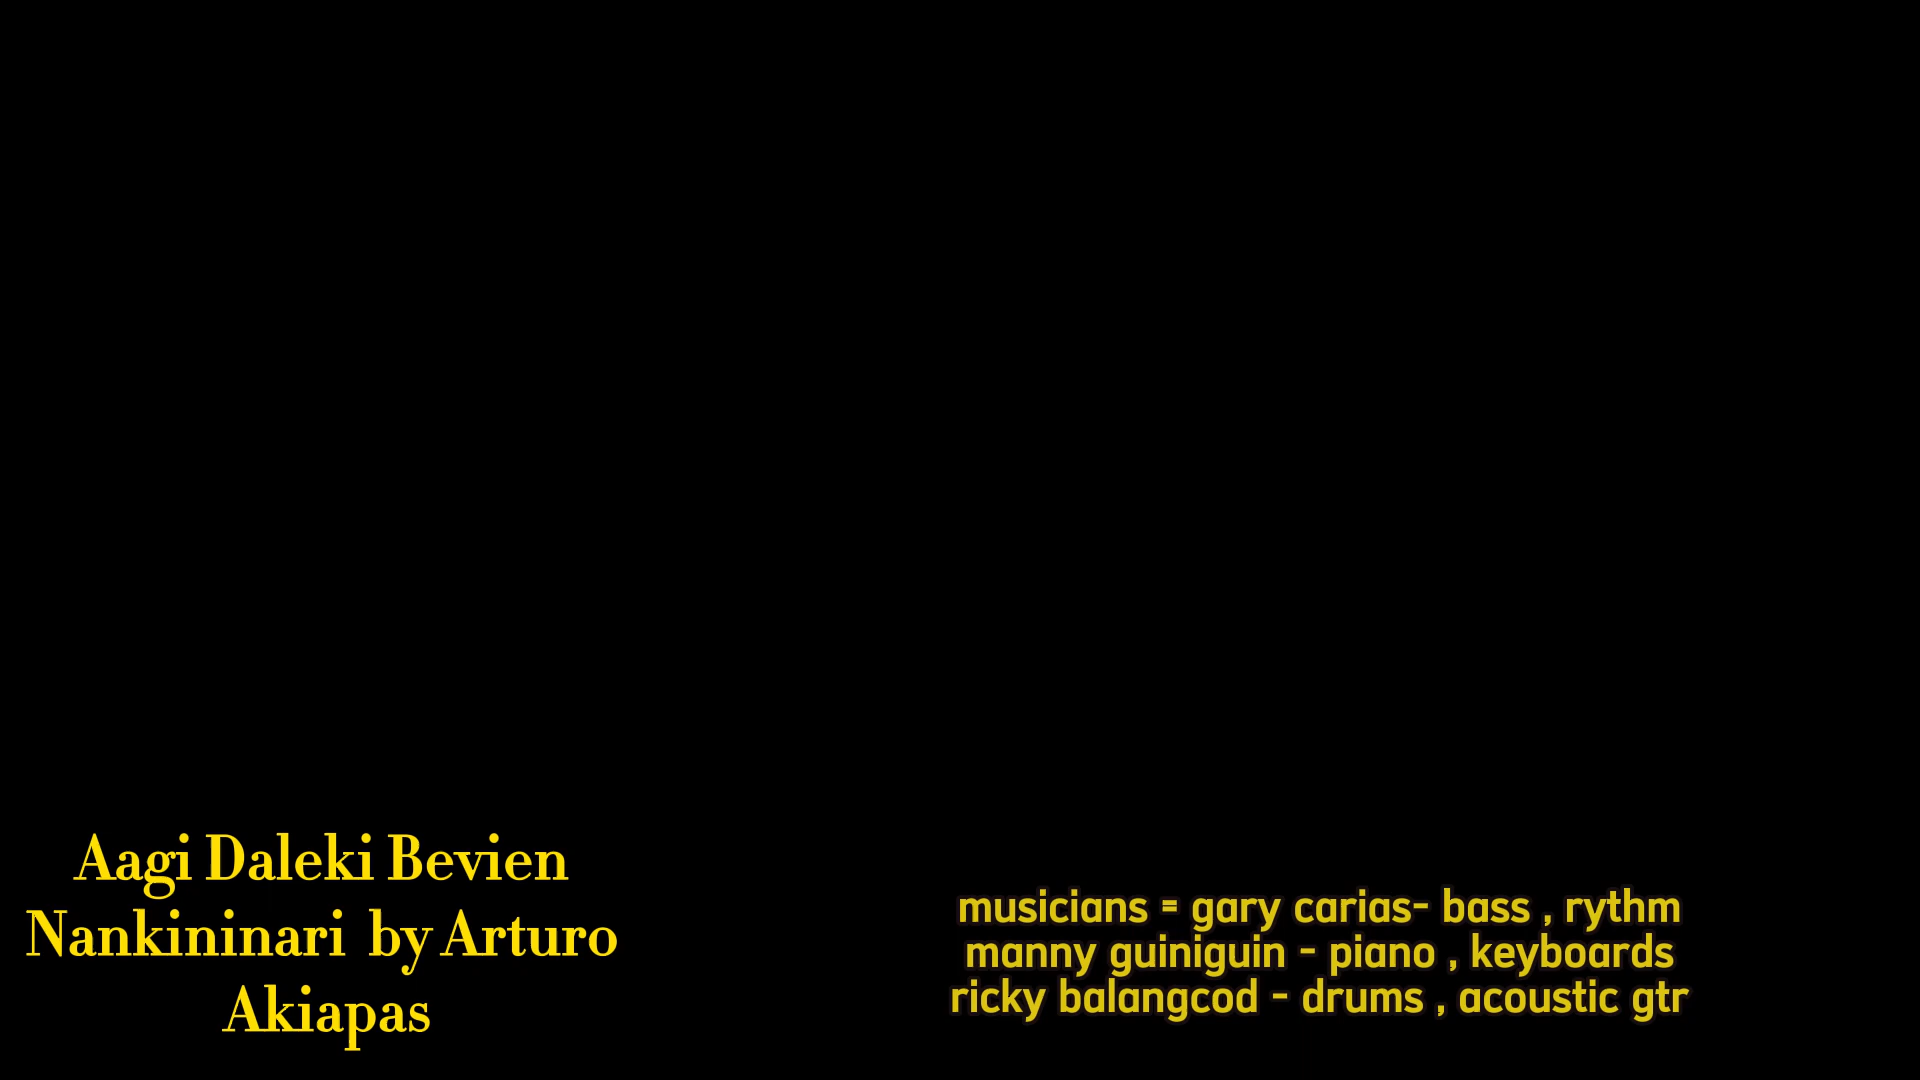 Aagi Daleki Bevien
Nankininari by Arturo
Akiapas
musicians = gary carias- bass , rythm
manny guiniguin - piano , keyboards
ricky balangcod - drums , acoustic gtr